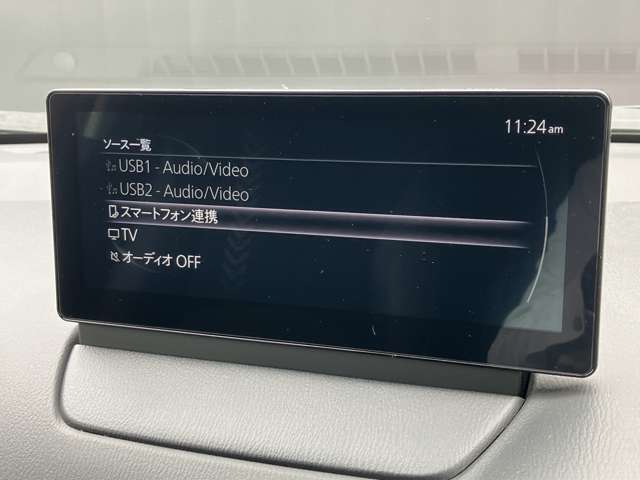 11:24am
ソース一覧
USB1 - Audio/Video
USB2 - Audio/Video
スマートフォン連携
TV
オーディオ OFF